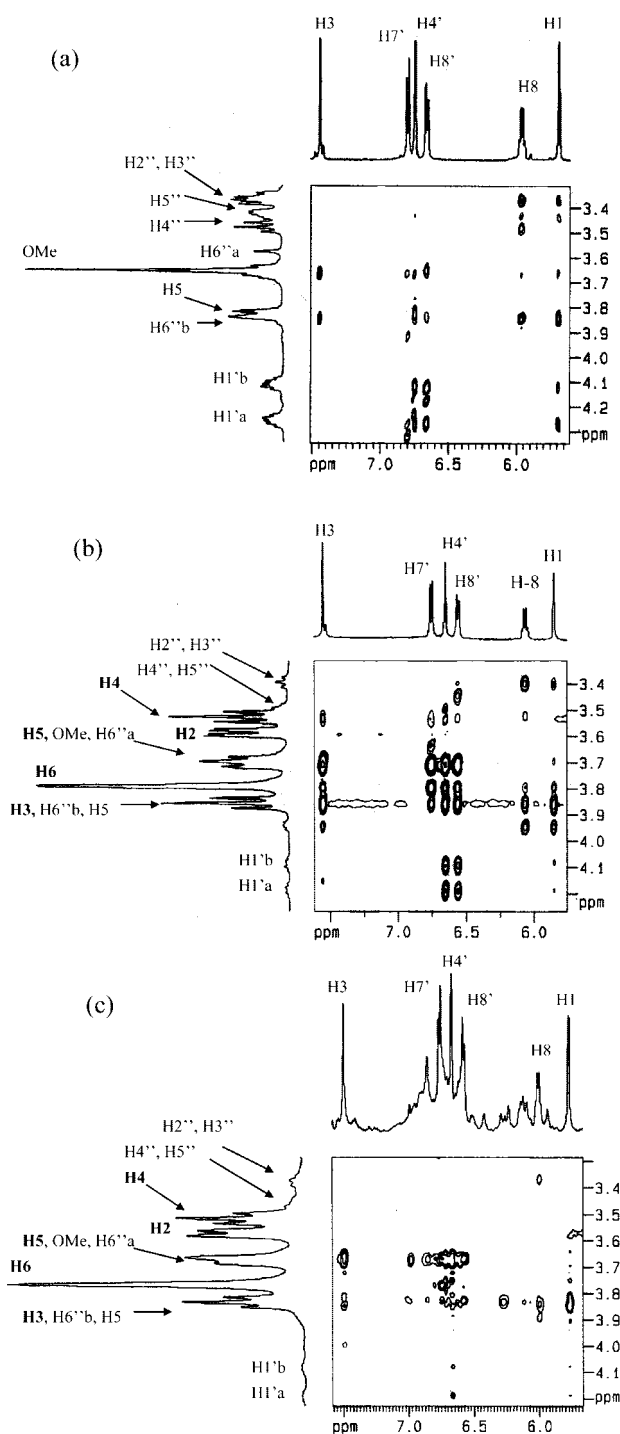 (a)
H3
H7' H4' H8' H8 H1
H2'', H3''
H5''
H4''
H6''a
OMe
H5
H6''b
H1'b
H1'a
3.4
3.5
3.6
3.7
3.8
3.9
4.0
4.1
4.2
ppm
ppm 7.0 6.5 6.0
(b)
H3
H7' H4' H8' H-8 H1
H2'', H3''
H4'', H5''
H4
H2
H5, OMe, H6''a
H6
H3, H6''b, H5
H1'b
H1'a
3.4
3.5
3.6
3.7
3.8
3.9
4.0
4.1
ppm
ppm 7.0 6.5 6.0
(c)
H3
H7' H4' H8' H8 H1
H2'', H3''
H4'', H5''
H4
H2
H5, OMe, H6''a
H6
H3, H6''b, H5
H1'b
H1'a
3.4
3.5
3.6
3.7
3.8
3.9
4.0
4.1
ppm
ppm 7.0 6.5 6.0